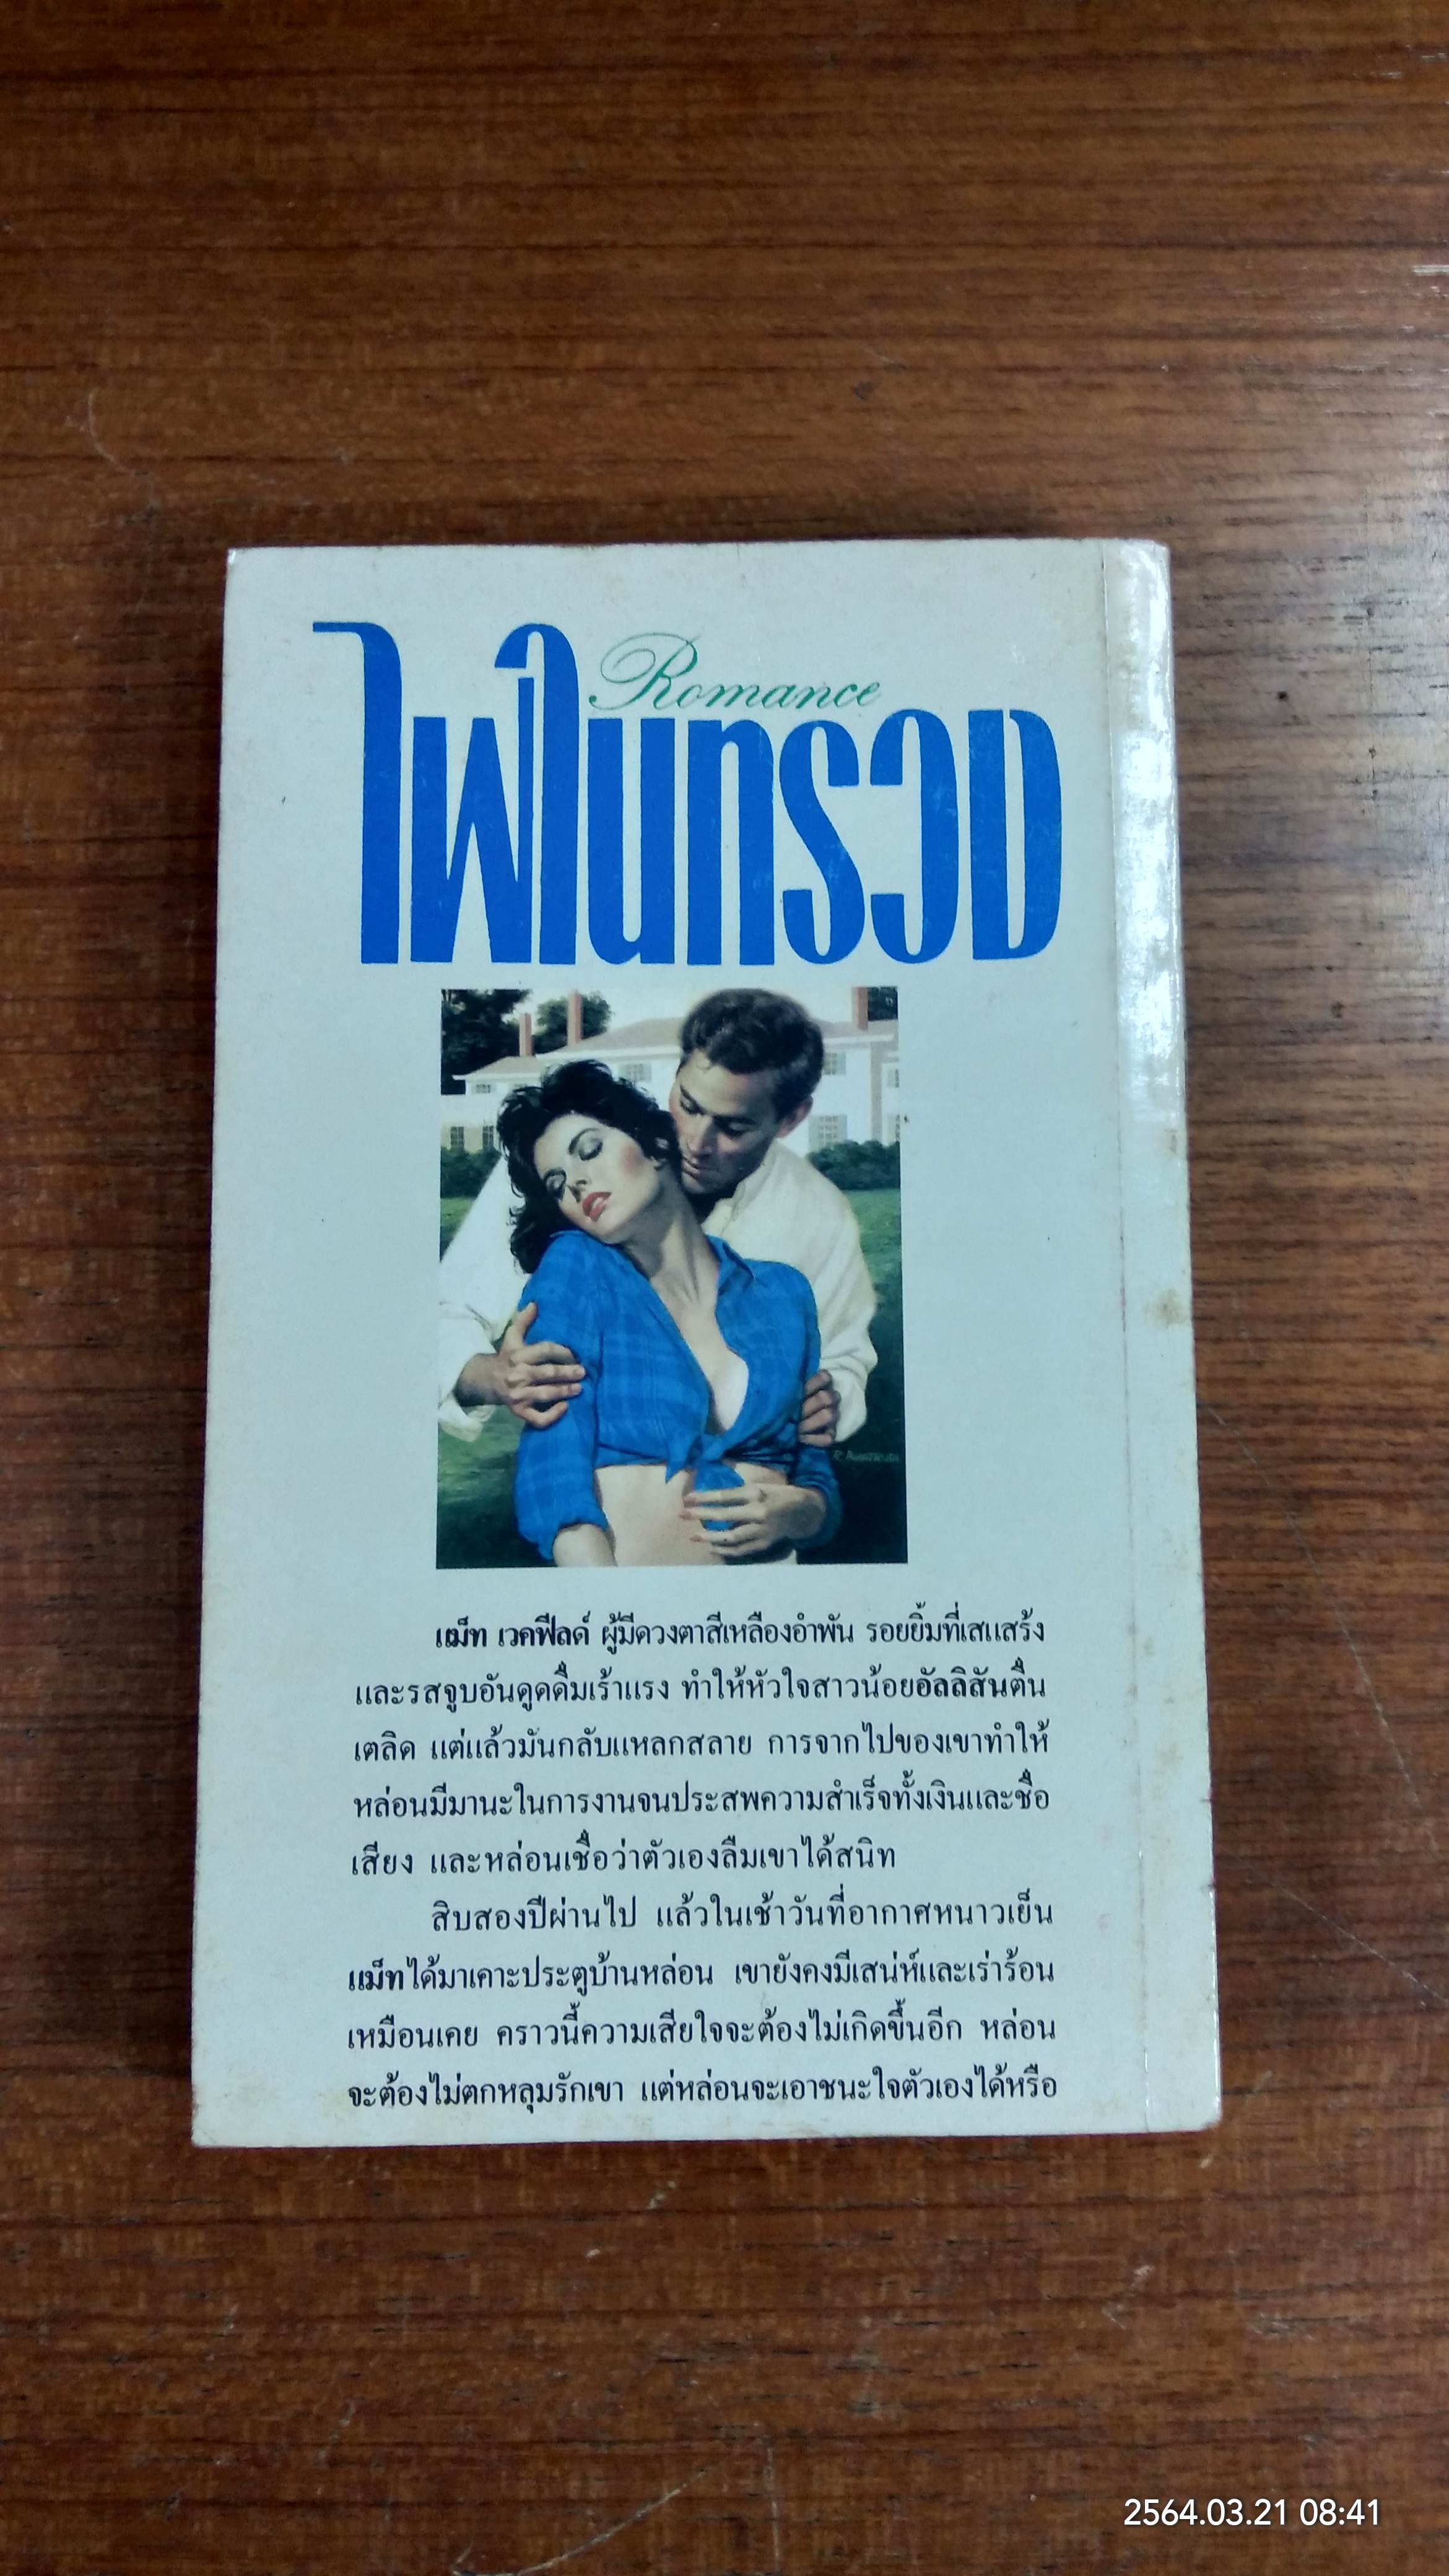 Romance
ไฟในทรวง
แม็ท เวคฟีลด์ ผู้มีดวงตาสีเหลืองอำพัน รอยยิ้มที่เสแสร้ง
และรสจูบอันดูดดื่มเร้าแรง ทำให้หัวใจสาวน้อยอัลลิสันตื่น
เตลิด แต่แล้วมันกลับแหลกสลาย การจากไปของเขาทำให้
หล่อนมีมานะในการงานจนประสพความสำเร็จทั้งเงินและชื่อ
เสียง และหล่อนเชื่อว่าตัวเองลืมเขาได้สนิท
สิบสองปีผ่านไป แล้วในเช้าวันที่อากาศหนาวเย็น
แม็ทได้มาเคาะประตูบ้านหล่อน เขายังคงมีเสน่ห์และเร่าร้อน
เหมือนเคย คราวนี้ความเสียใจจะต้องไม่เกิดขึ้นอีก หล่อน
จะต้องไม่ตกหลุมรักเขา แต่หล่อนจะเอาชนะใจตัวเองได้หรือ
2564.03.21 08:41